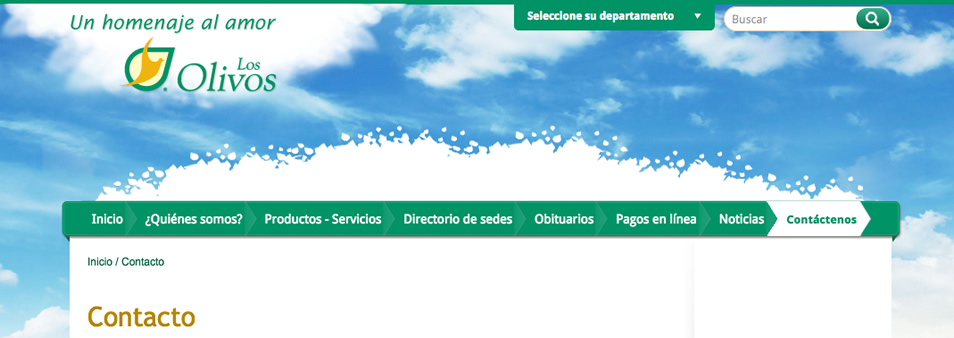 Un homenaje al amor
Los
Olivos
Seleccione su departamento
Buscar
Inicio ¿Quiénes somos? Productos - Servicios Directorio de sedes Obituarios Pagos en línea Noticias Contáctenos
Inicio / Contacto
Contacto